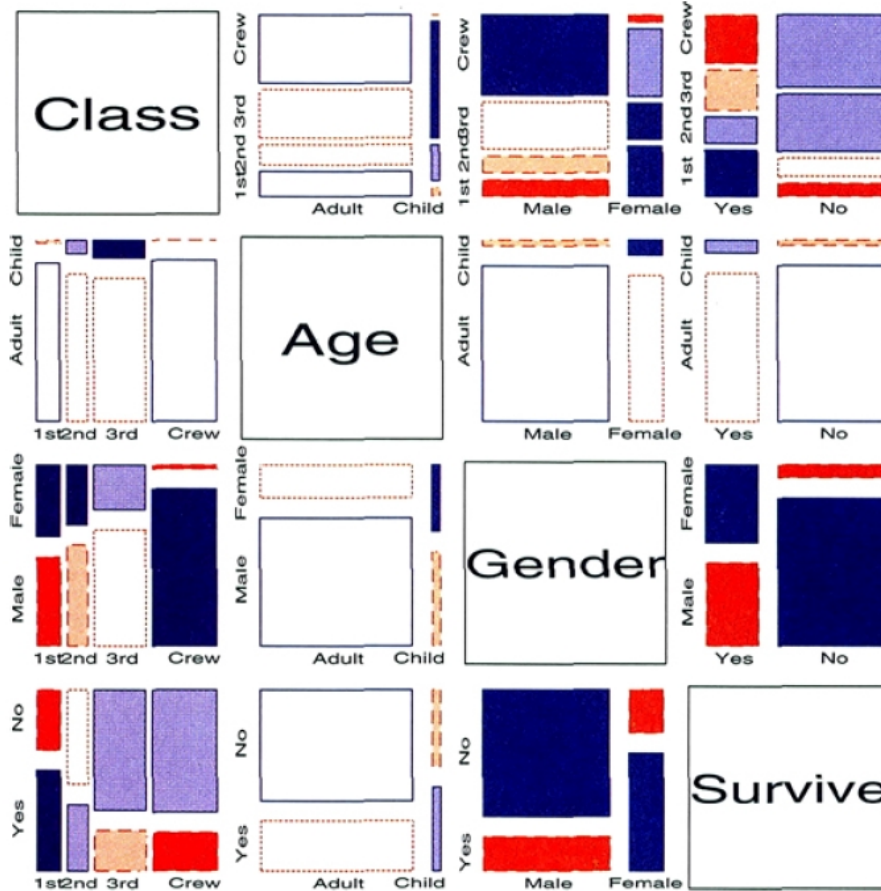 Class
Crew
3rd
2nd
1st
Adult Child
Crew
3rd
2nd
1st
Male Female
Crew
3rd
2nd
1st
Yes No
Child
Adult
1st 2nd 3rd Crew
Age
Child
Adult
Male Female
Child
Adult
Yes No
Female
Male
1st 2nd 3rd Crew
Female
Male
Adult Child
Gender
Female
Male
Yes No
No
Yes
1st 2nd 3rd Crew
No
Yes
Adult Child
No
Yes
Male Female
Survive